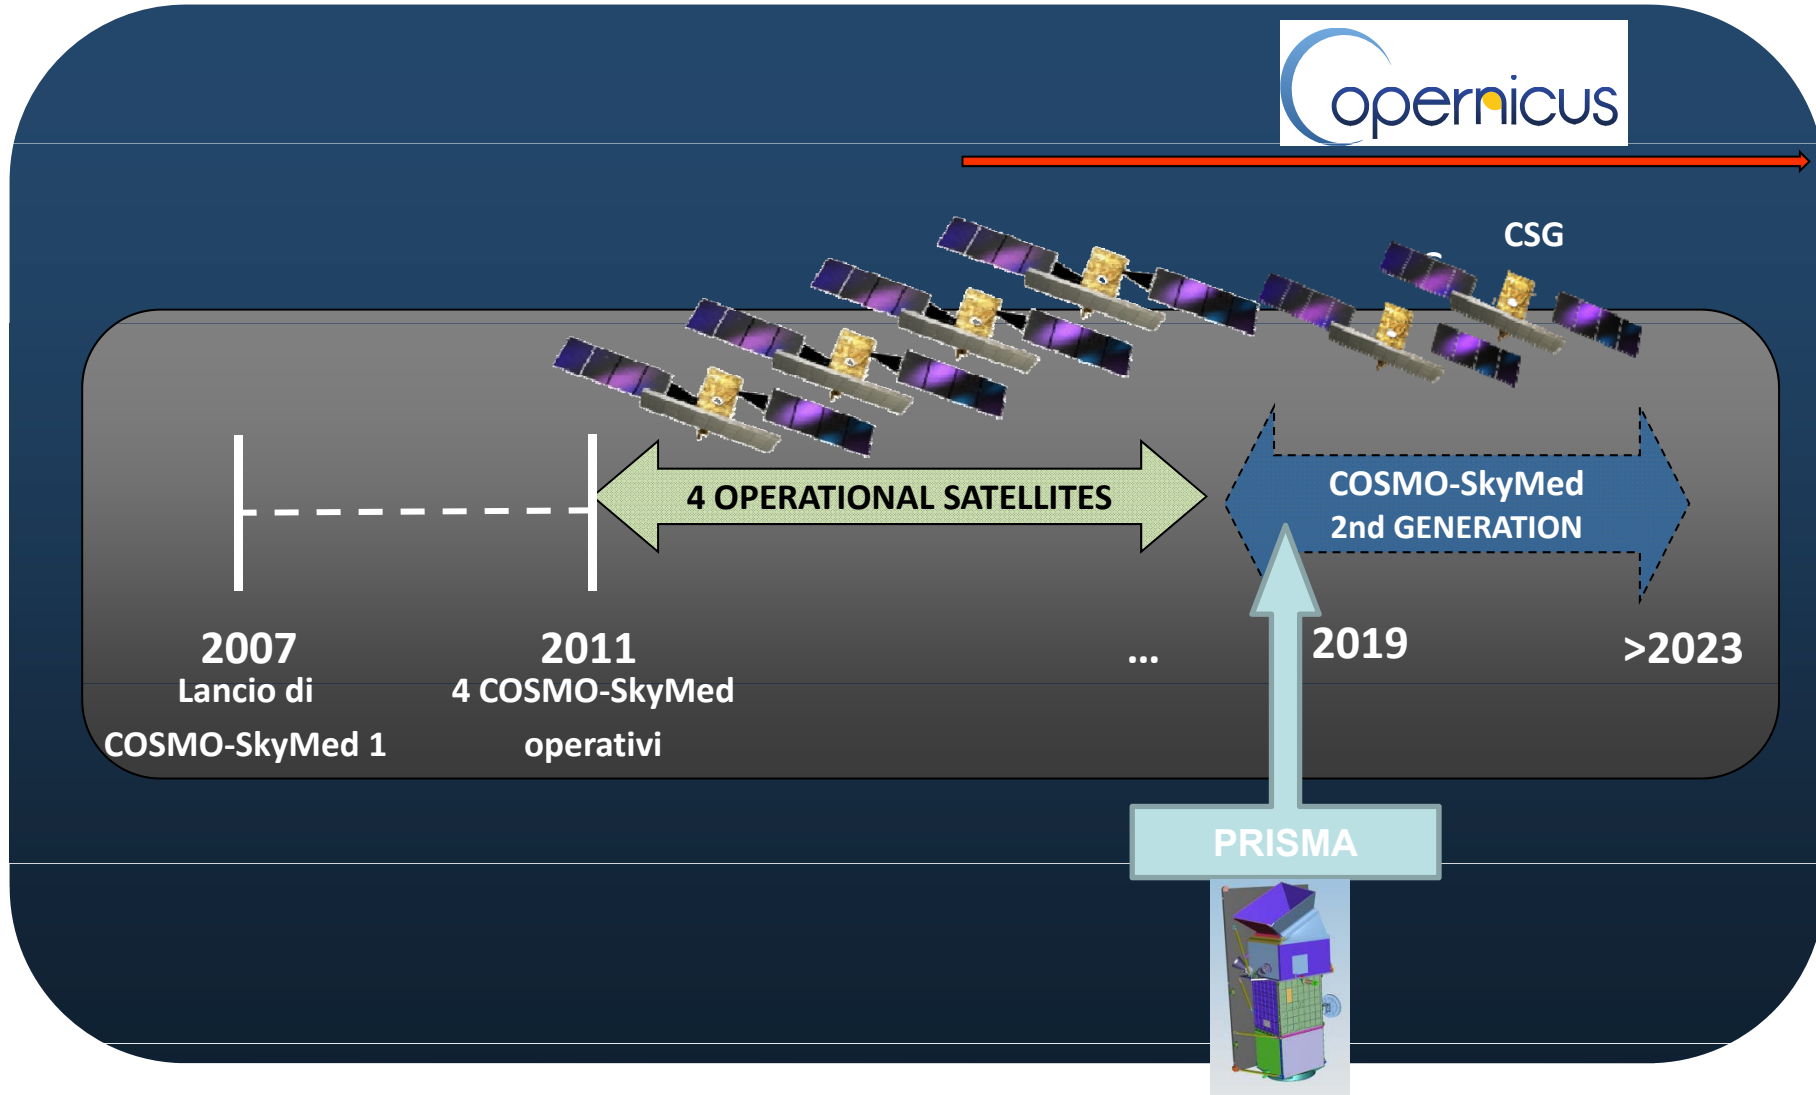 Copernicus
CSG
4 OPERATIONAL SATELLITES
COSMO-SkyMed
2nd GENERATION
2007
Lancio di
COSMO-SkyMed 1
2011
4 COSMO-SkyMed
operativi
...
2019
>2023
PRISMA